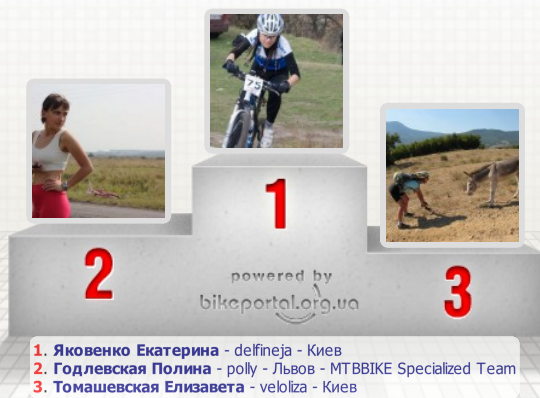 75
1
2
3
powered by
bikeportal.org.ua
1. Яковенко Екатерина - delfineja - Киев
2. Годлевская Полина - polly - Львов - MTBBIKE Specialized Team
3. Томашевская Елизавета - veloliza - Киев